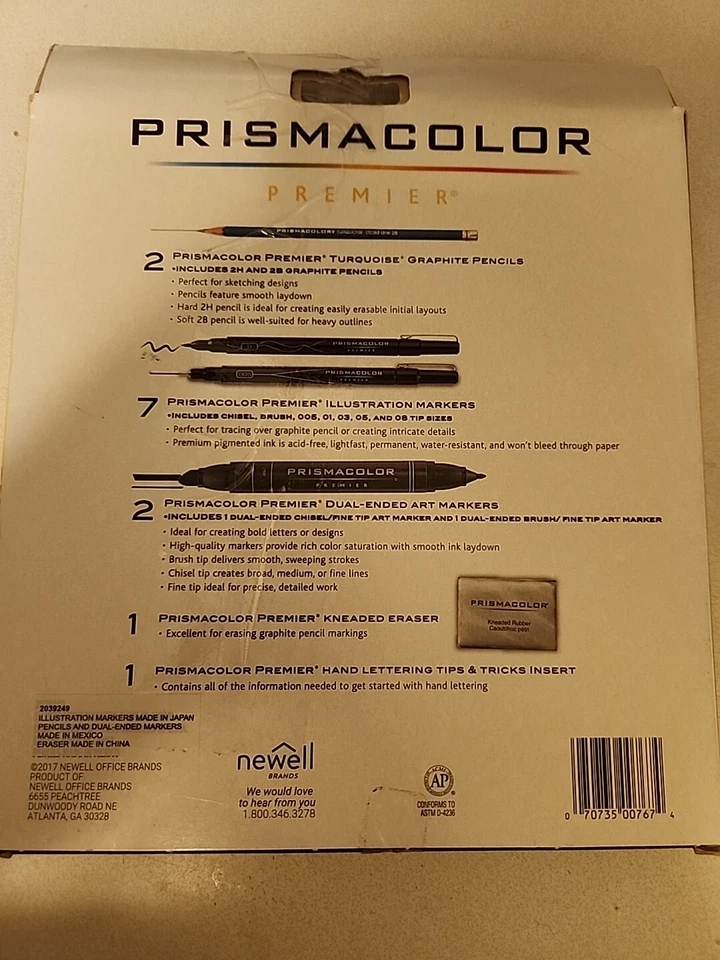 PRISMACOLOR
PREMIER®
PRISMACOLOR®
2 PRISMACOLOR PREMIER® TURQUOISE® GRAPHITE PENCILS
•INCLUDES 2H AND 2B GRAPHITE PENCILS
• Perfect for sketching designs
• Pencils feature smooth laydown
• Hard 2H pencil is ideal for creating easily erasable initial layouts
• Soft 2B pencil is well-suited for heavy outlines
PRISMACOLOR
PREMIER
PRISMACOLOR
PREMIER
7 PRISMACOLOR PREMIER® ILLUSTRATION MARKERS
•INCLUDES CHISEL, BRUSH, 005, 01, 03, 05, AND 08 TIP SIZES
• Perfect for tracing over graphite pencil or creating intricate details
• Premium pigmented ink is acid-free, lightfast, permanent, water-resistant, and won't bleed through paper
PRISMACOLOR
PREMIER
2 PRISMACOLOR PREMIER® DUAL-ENDED ART MARKERS
•INCLUDES 1 DUAL-ENDED CHISEL/FINE TIP ART MARKER AND 1 DUAL-ENDED BRUSH/ FINE TIP ART MARKER
• Ideal for creating bold letters or designs
• High-quality markers provide rich color saturation with smooth ink laydown
• Brush tip delivers smooth, sweeping strokes
• Chisel tip creates broad, medium, or fine lines
• Fine tip ideal for precise, detailed work
PRISMACOLOR®
Kneaded Rubber
Caoutchoc pétri
1 PRISMACOLOR PREMIER® KNEADED ERASER
• Excellent for erasing graphite pencil markings
1 PRISMACOLOR PREMIER® HAND LETTERING TIPS & TRICKS INSERT
• Contains all of the information needed to get started with hand lettering
2039249
ILLUSTRATION MARKERS MADE IN JAPAN
PENCILS AND DUAL-ENDED MARKERS
MADE IN MEXICO
ERASER MADE IN CHINA
©2017 NEWELL OFFICE BRANDS
PRODUCT OF
NEWELL OFFICE BRANDS
6655 PEACHTREE
DUNWOODY ROAD NE
ATLANTA, GA 30328
newell
BRANDS
We would love
to hear from you
1.800.346.3278
AP
CONFORMS TO
ASTM D-4236
0 70735 00767 4